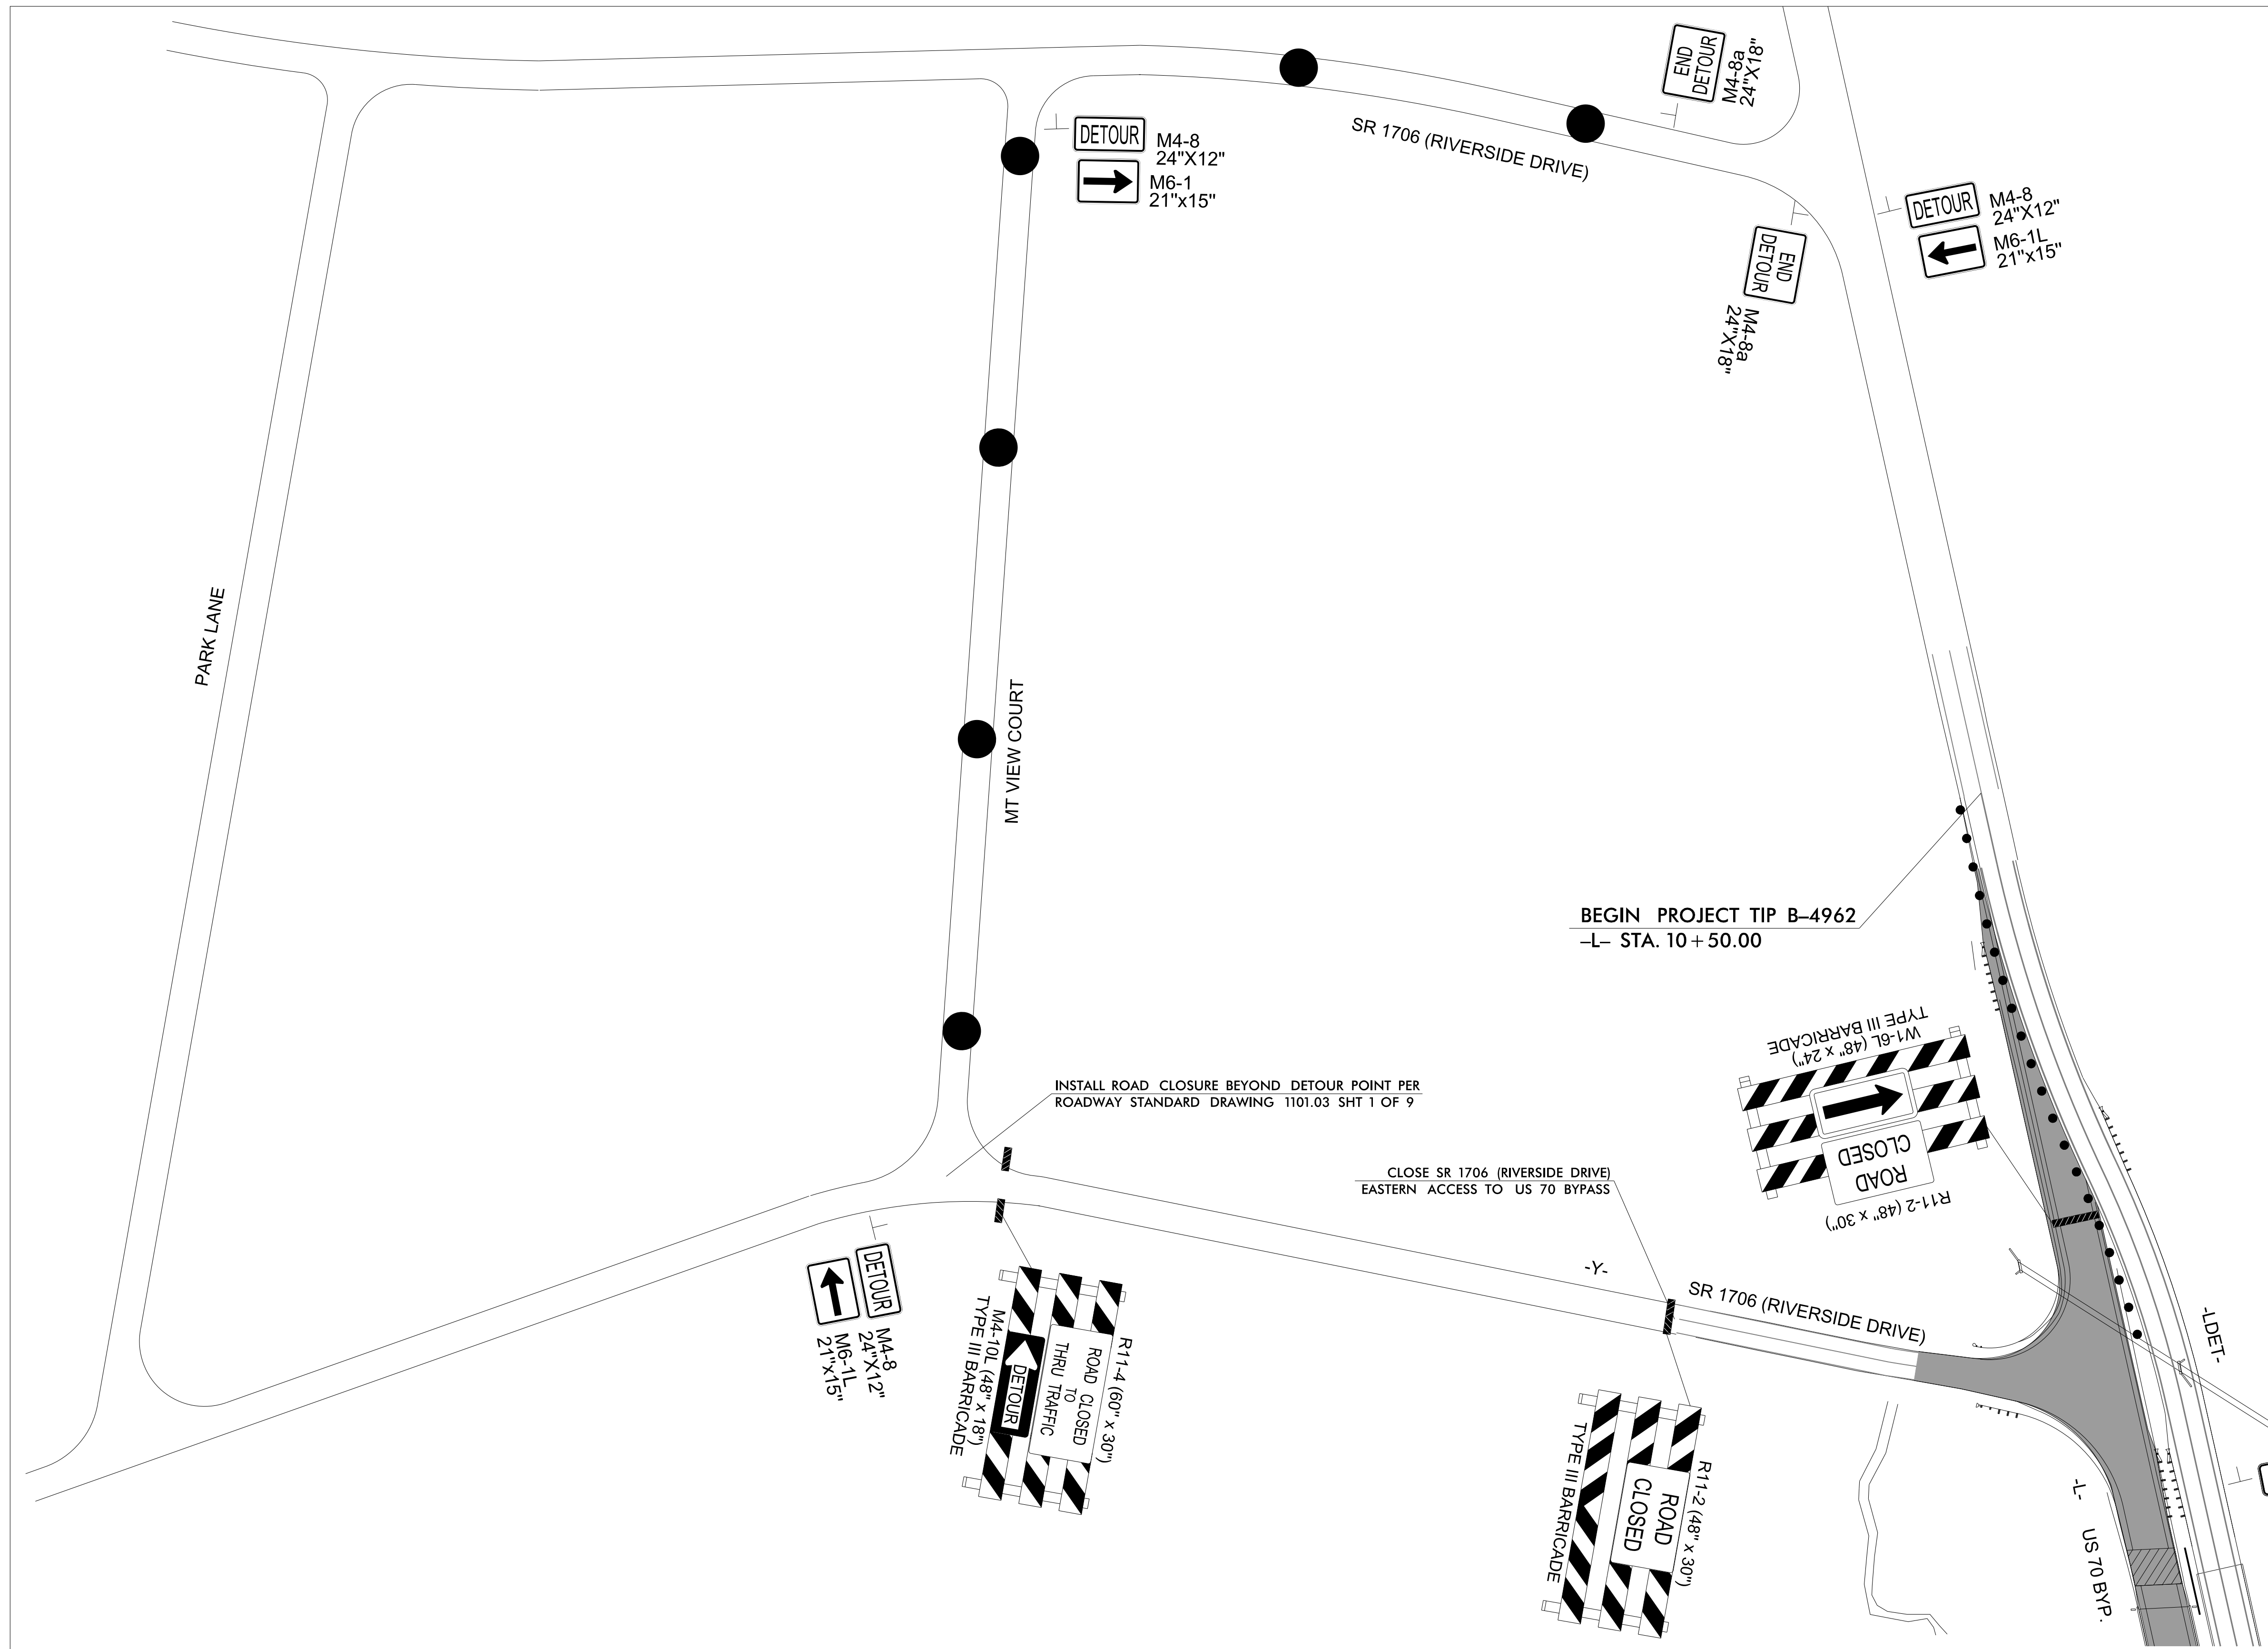 END
DETOUR
M4-8a
24"X18"
DETOUR
M4-8
24"X12"
M6-1
21"x15"
SR 1706 (RIVERSIDE DRIVE)
DETOUR
M4-8
24"X12"
M6-1L
21"x15"
END
DETOUR
M4-8a
24"X18"
PARK LANE
MT VIEW COURT
BEGIN PROJECT TIP B–4962
–L– STA. 10+50.00
TYPE III BARRICADE
W1-6L (48" x 24")
ROAD
CLOSED
R11-2 (48" x 30")
INSTALL ROAD CLOSURE BEYOND DETOUR POINT PER
ROADWAY STANDARD DRAWING 1101.03 SHT 1 OF 9
CLOSE SR 1706 (RIVERSIDE DRIVE)
EASTERN ACCESS TO US 70 BYPASS
-Y-
SR 1706 (RIVERSIDE DRIVE)
-LDET-
DETOUR
M4-8
24"X12"
M6-1L
21"x15"
R11-4 (60" x 30")
ROAD CLOSED
TO
THRU TRAFFIC
DETOUR
M4-10L (48" x 18")
TYPE III BARRICADE
R11-2 (48" x 30")
ROAD
CLOSED
TYPE III BARRICADE
-L- US 70 BYP.